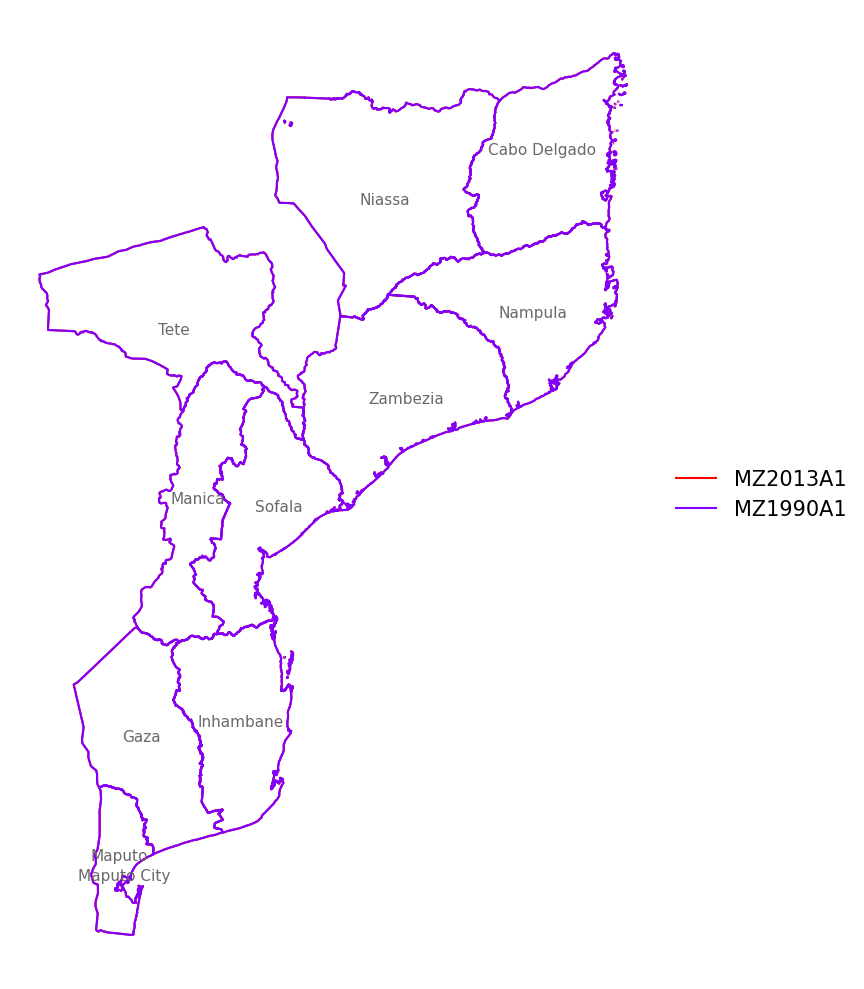 Cabo Delgado
Niassa
Nampula
Tete
Zambezia
Manica
Sofala
MZ2013A1
MZ1990A1
Inhambane
Gaza
Maputo
Maputo City